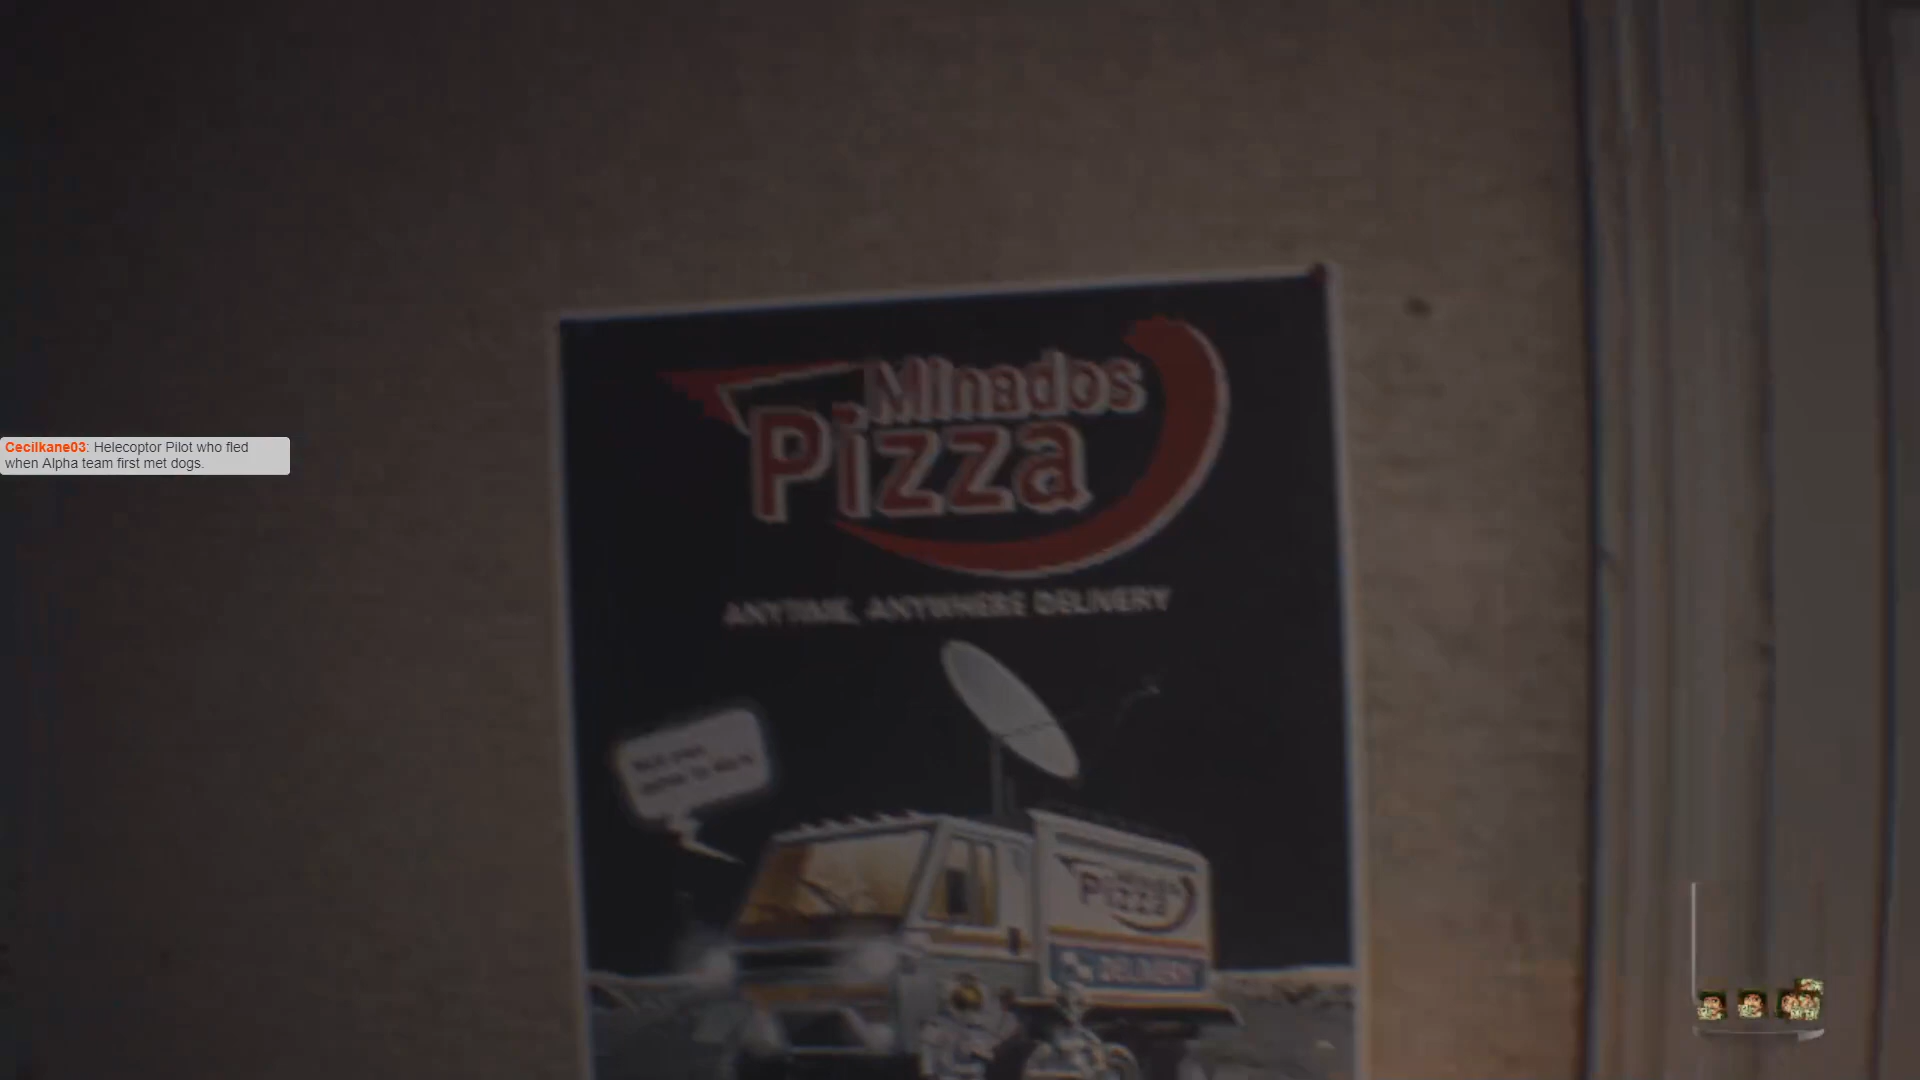 Minados
Pizza
ANYTIME, ANYWHERE DELIVERY
Cecilkane03: Helecoptor Pilot who fled
when Alpha team first met dogs.
Pizza
DELIVERY